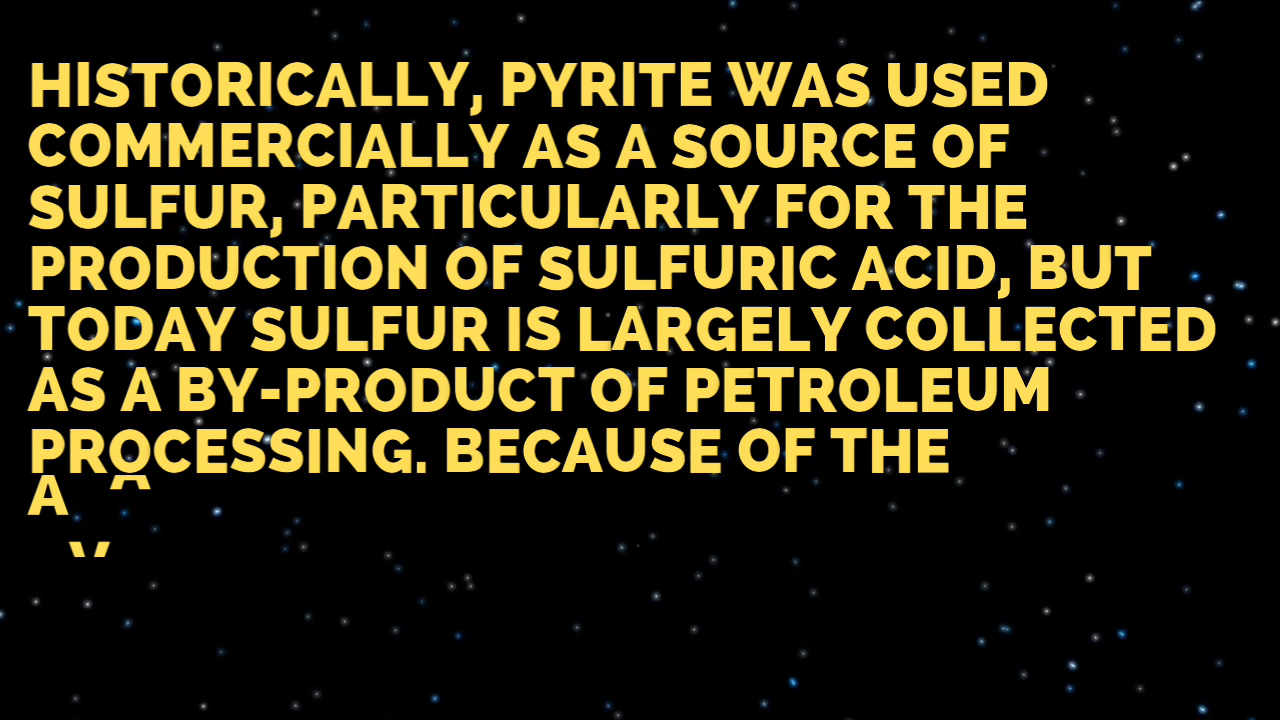 HISTORICALLY, PYRITE WAS USED
COMMERCIALLY AS A SOURCE OF
SULFUR, PARTICULARLY FOR THE
PRODUCTION OF SULFURIC ACID, BUT
TODAY SULFUR IS LARGELY COLLECTED
AS A BY-PRODUCT OF PETROLEUM
PROCESSING. BECAUSE OF THE
A